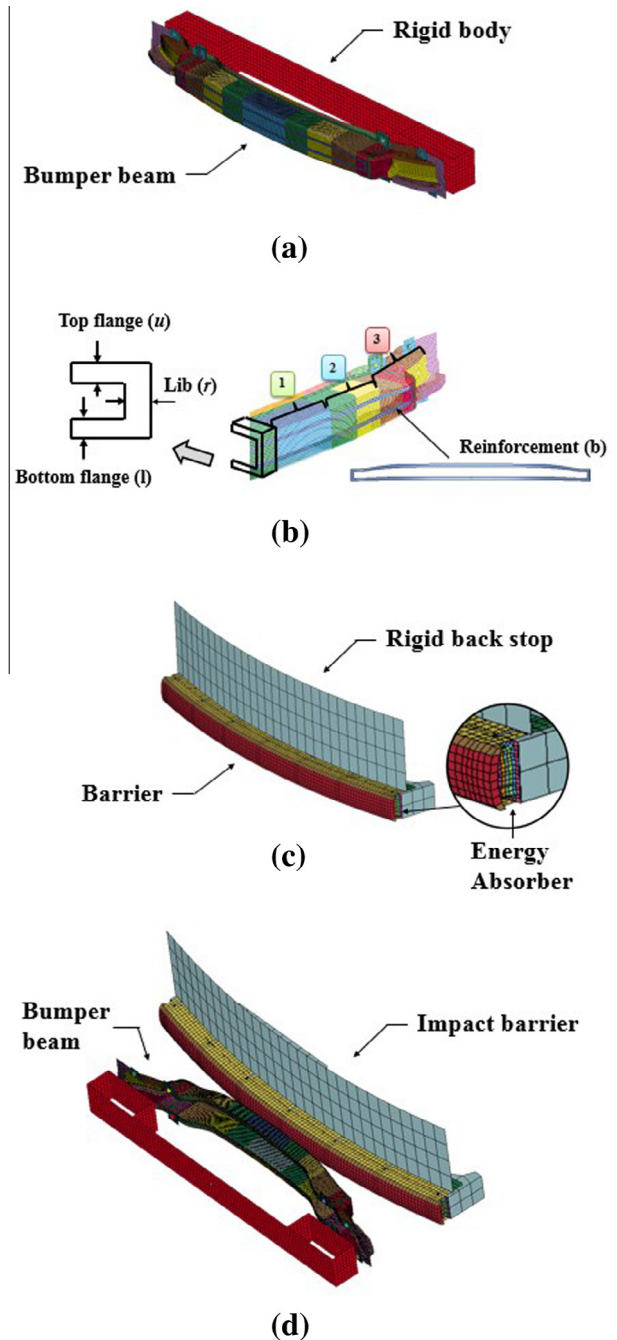 Rigid body
Bumper beam
(a)
Top flange (u)
3
2
1
Lib (r)
Reinforcement (b)
Bottom flange (l)
(b)
Rigid back stop
Barrier
Energy
Absorber
(c)
Bumper
beam
Impact barrier
(d)